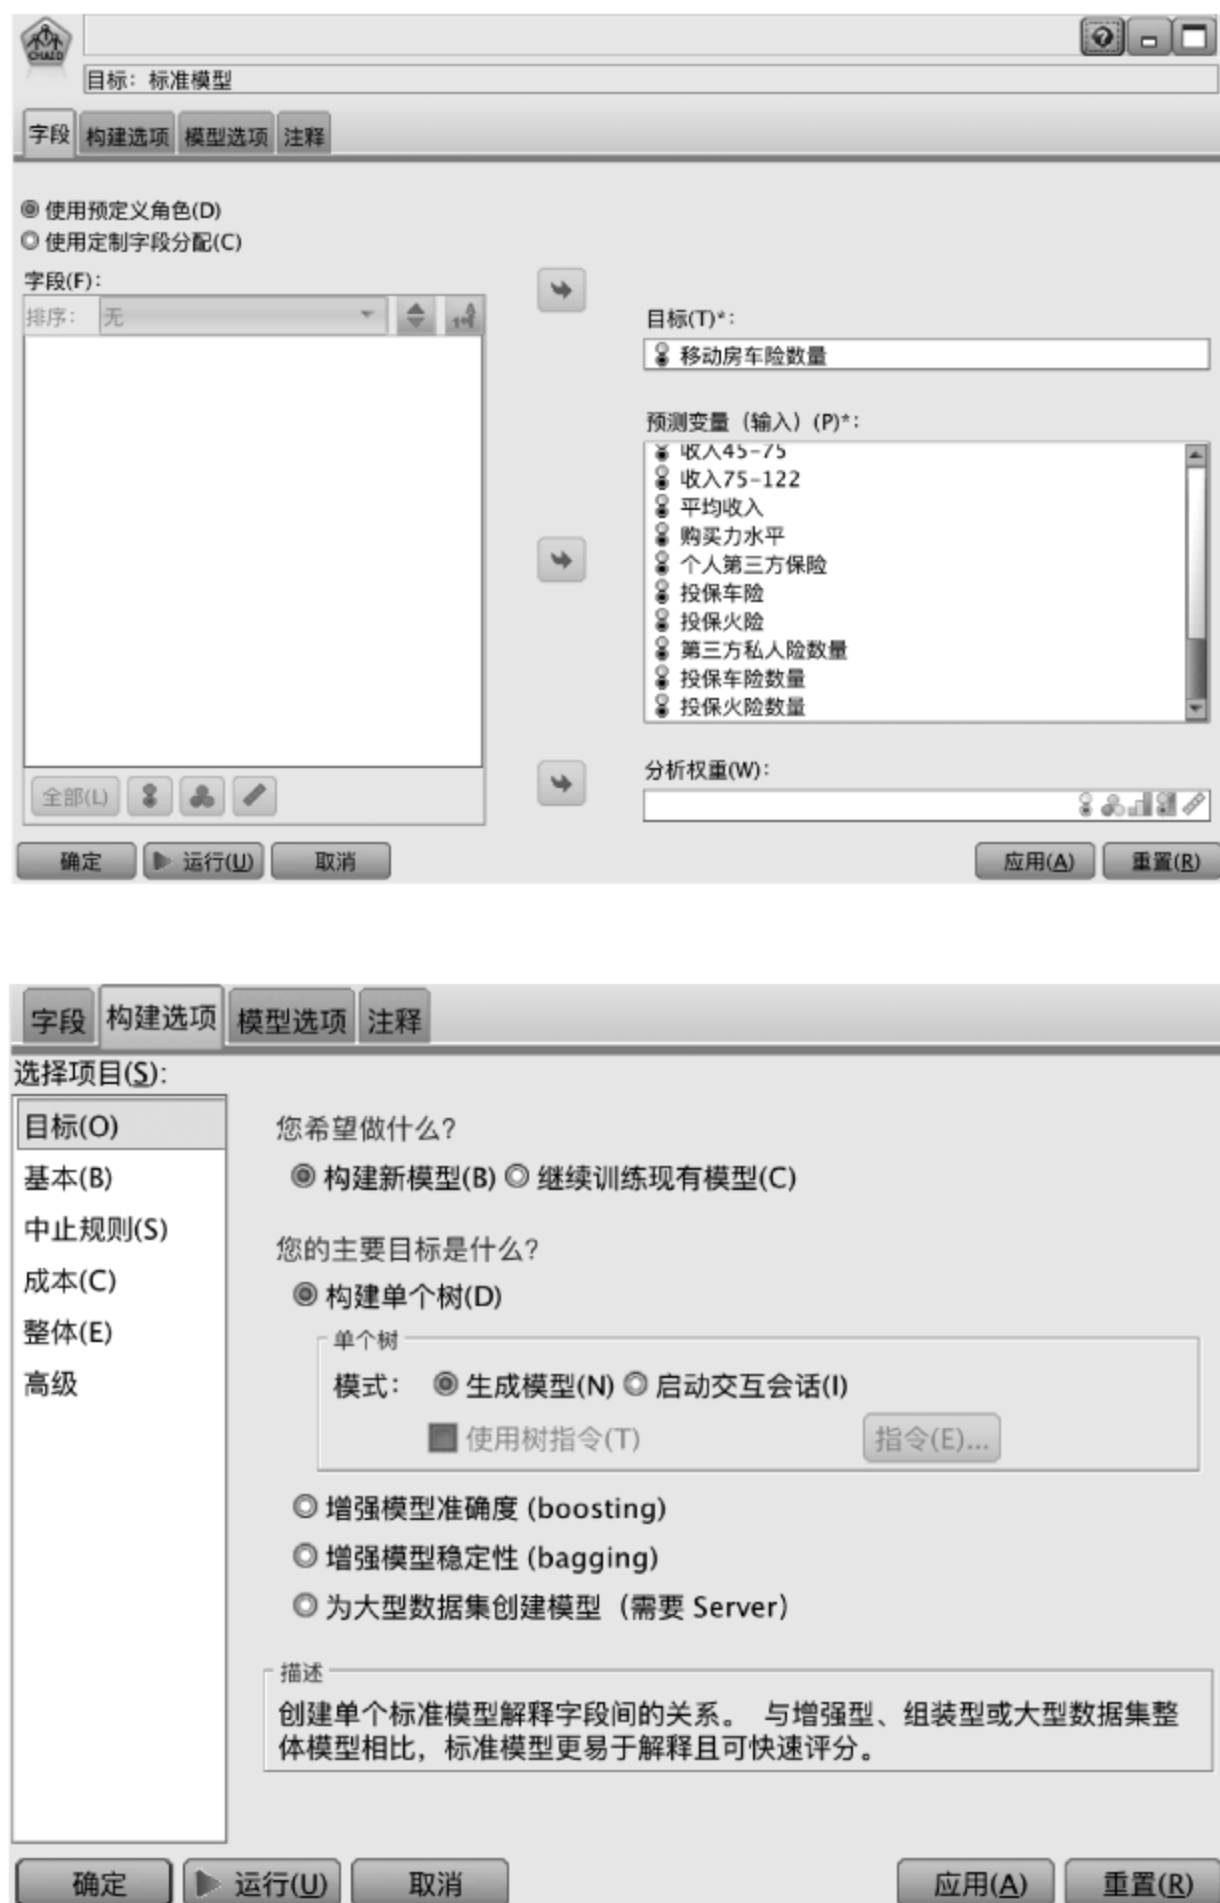 CHAID
目标：标准模型
字段 构建选项 模型选项 注释
使用预定义角色(D)
使用定制字段分配(C)
字段(F)：
排序： 无
目标(T)*：
移动房车险数量
预测变量（输入）(P)*：
收入45-75
收入75-122
平均收入
购买力水平
个人第三方保险
投保车险
投保火险
第三方私人险数量
投保车险数量
投保火险数量
分析权重(W)：
全部(L)
确定 运行(U) 取消 应用(A) 重置(R)
字段 构建选项 模型选项 注释
选择项目(S)：
目标(O)
基本(B)
中止规则(S)
成本(C)
整体(E)
高级
您希望做什么？
构建新模型(B) 继续训练现有模型(C)
您的主要目标是什么？
构建单个树(D)
单个树
模式： 生成模型(N) 启动交互会话(I)
使用树指令(T) 指令(E)...
增强模型准确度 (boosting)
增强模型稳定性 (bagging)
为大型数据集创建模型（需要 Server）
描述
创建单个标准模型解释字段间的关系。 与增强型、组装型或大型数据集整
体模型相比，标准模型更易于解释且可快速评分。
确定 运行(U) 取消 应用(A) 重置(R)